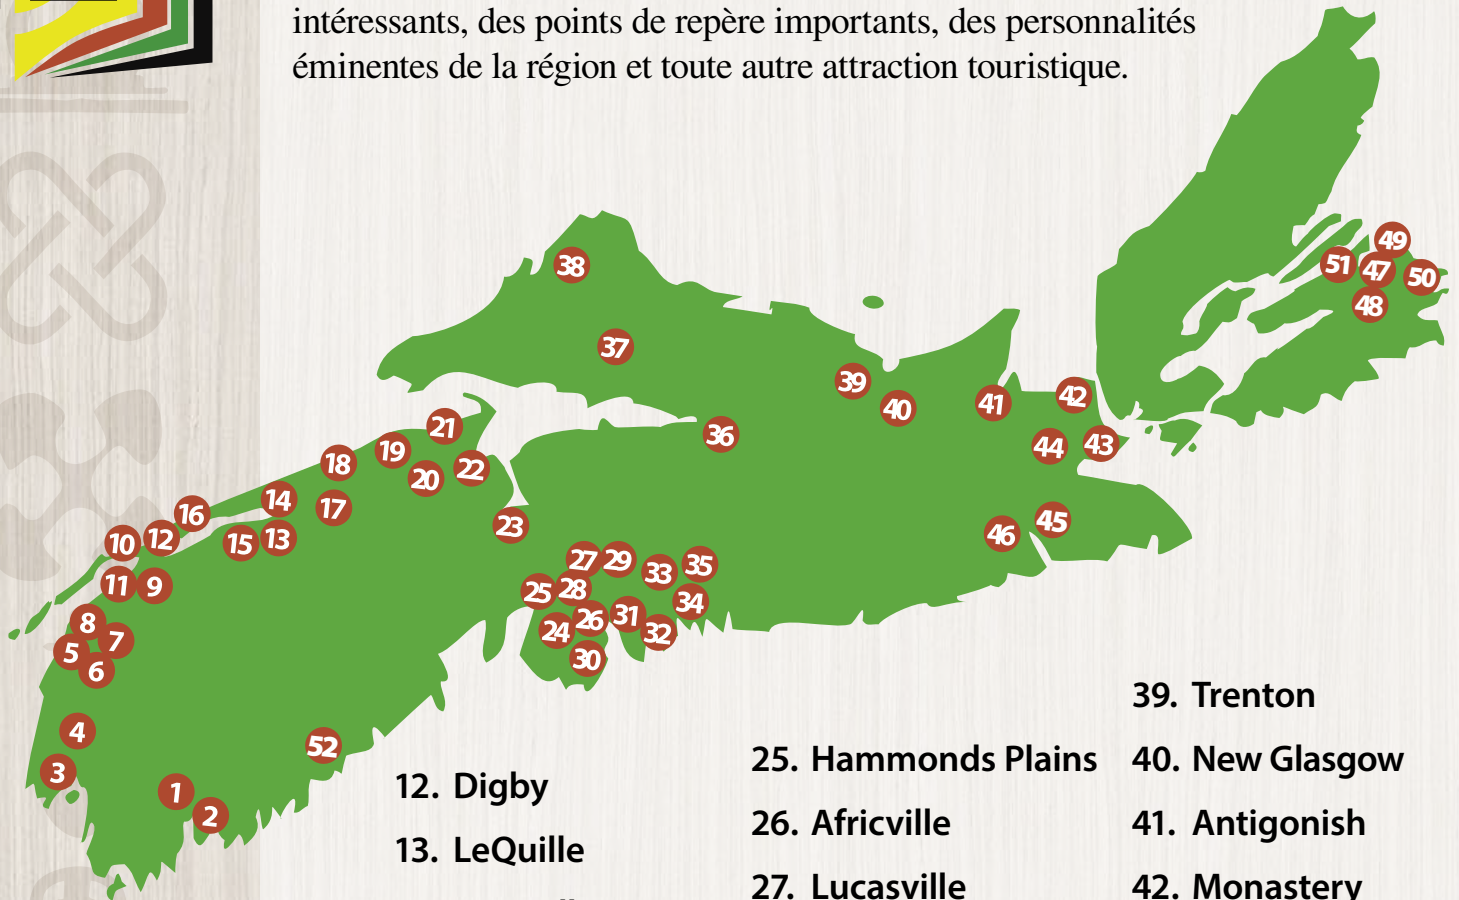 intéressants, des points de repère importants, des personnalités
éminentes de la région et toute autre attraction touristique.
49
51 47 50
48
38
37
39
40
41
42
36
44 43
21
19
18
20 22
14
17
16
23
46 45
10 12 15 13
27 29 33 35
11 9
25 28
26 31 34
8
24 32
7
5
30
6
4
52
3
1
2
12. Digby
13. LeQuille
25. Hammonds Plains
26. Africville
27. Lucasville
39. Trenton
40. New Glasgow
41. Antigonish
42. Monastery